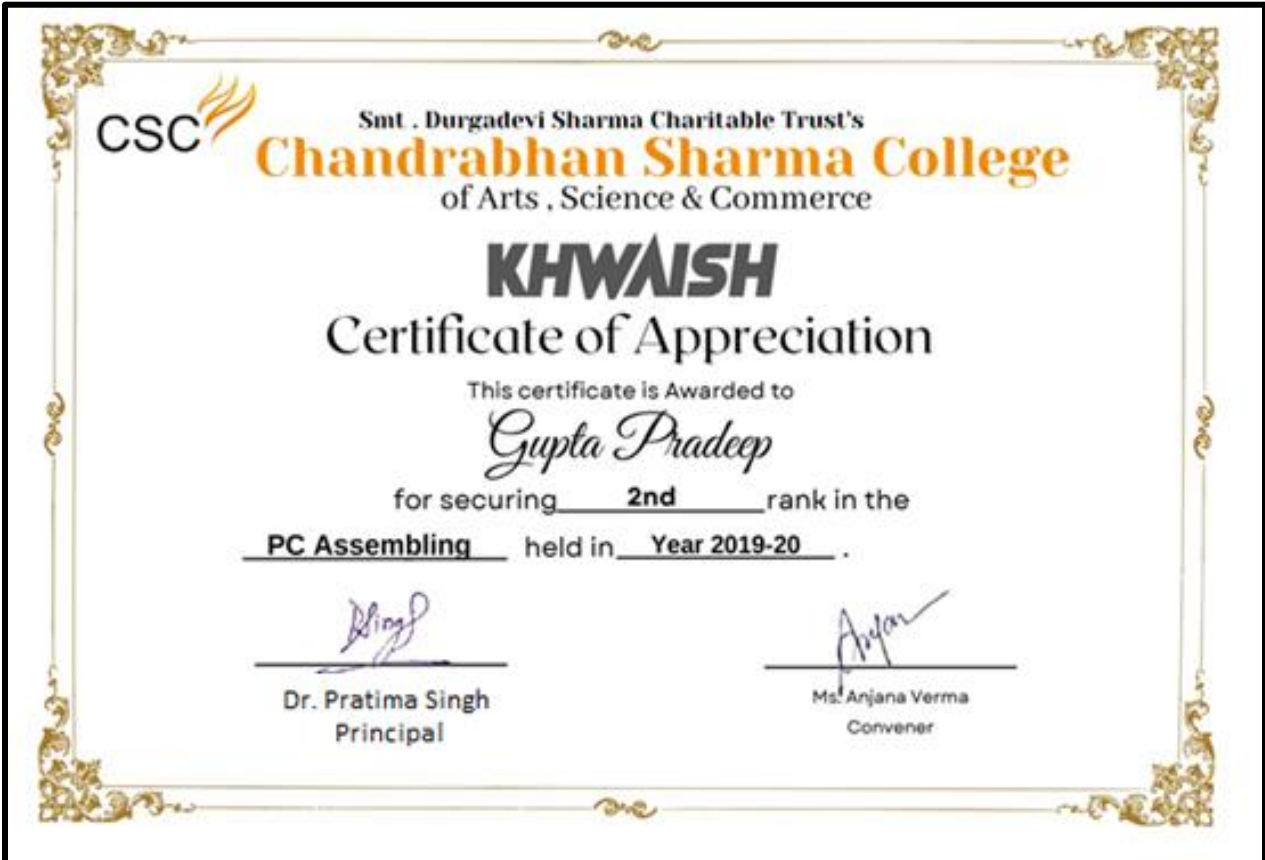 CSC
Smt . Durgadevi Sharma Charitable Trust's
Chandrabhan Sharma College
of Arts , Science & Commerce
KHWAISH
Certificate of Appreciation
This certificate is Awarded to
Gupta Pradeep
for securing 2nd rank in the
PC Assembling held in Year 2019-20 .
Dr. Pratima Singh
Principal
Ms. Anjana Verma
Convener